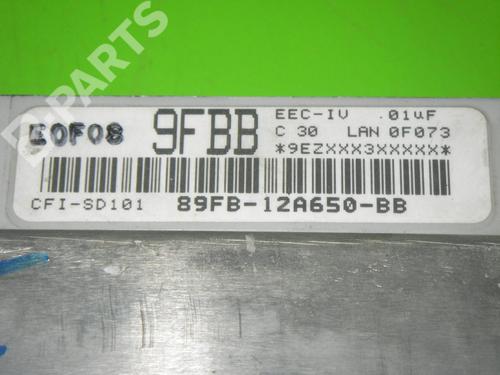 B-PARTS
EEC-IV .01uF
E0F08 9FBB C 30 LAN 0F073
*9EZXXX3XXXXX*
CFI-SD101 89FB-12A650-BB